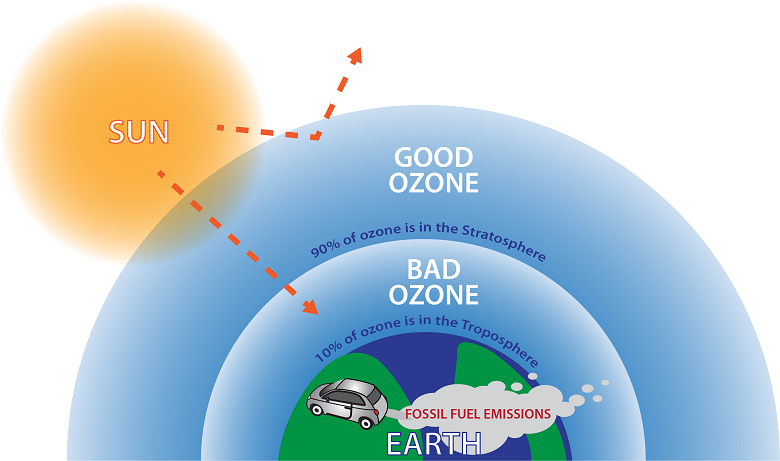 SUN
GOOD
OZONE
90% of ozone is in the Stratosphere
BAD
OZONE
10% of ozone is in the Troposphere
FOSSIL FUEL EMISSIONS
EARTH